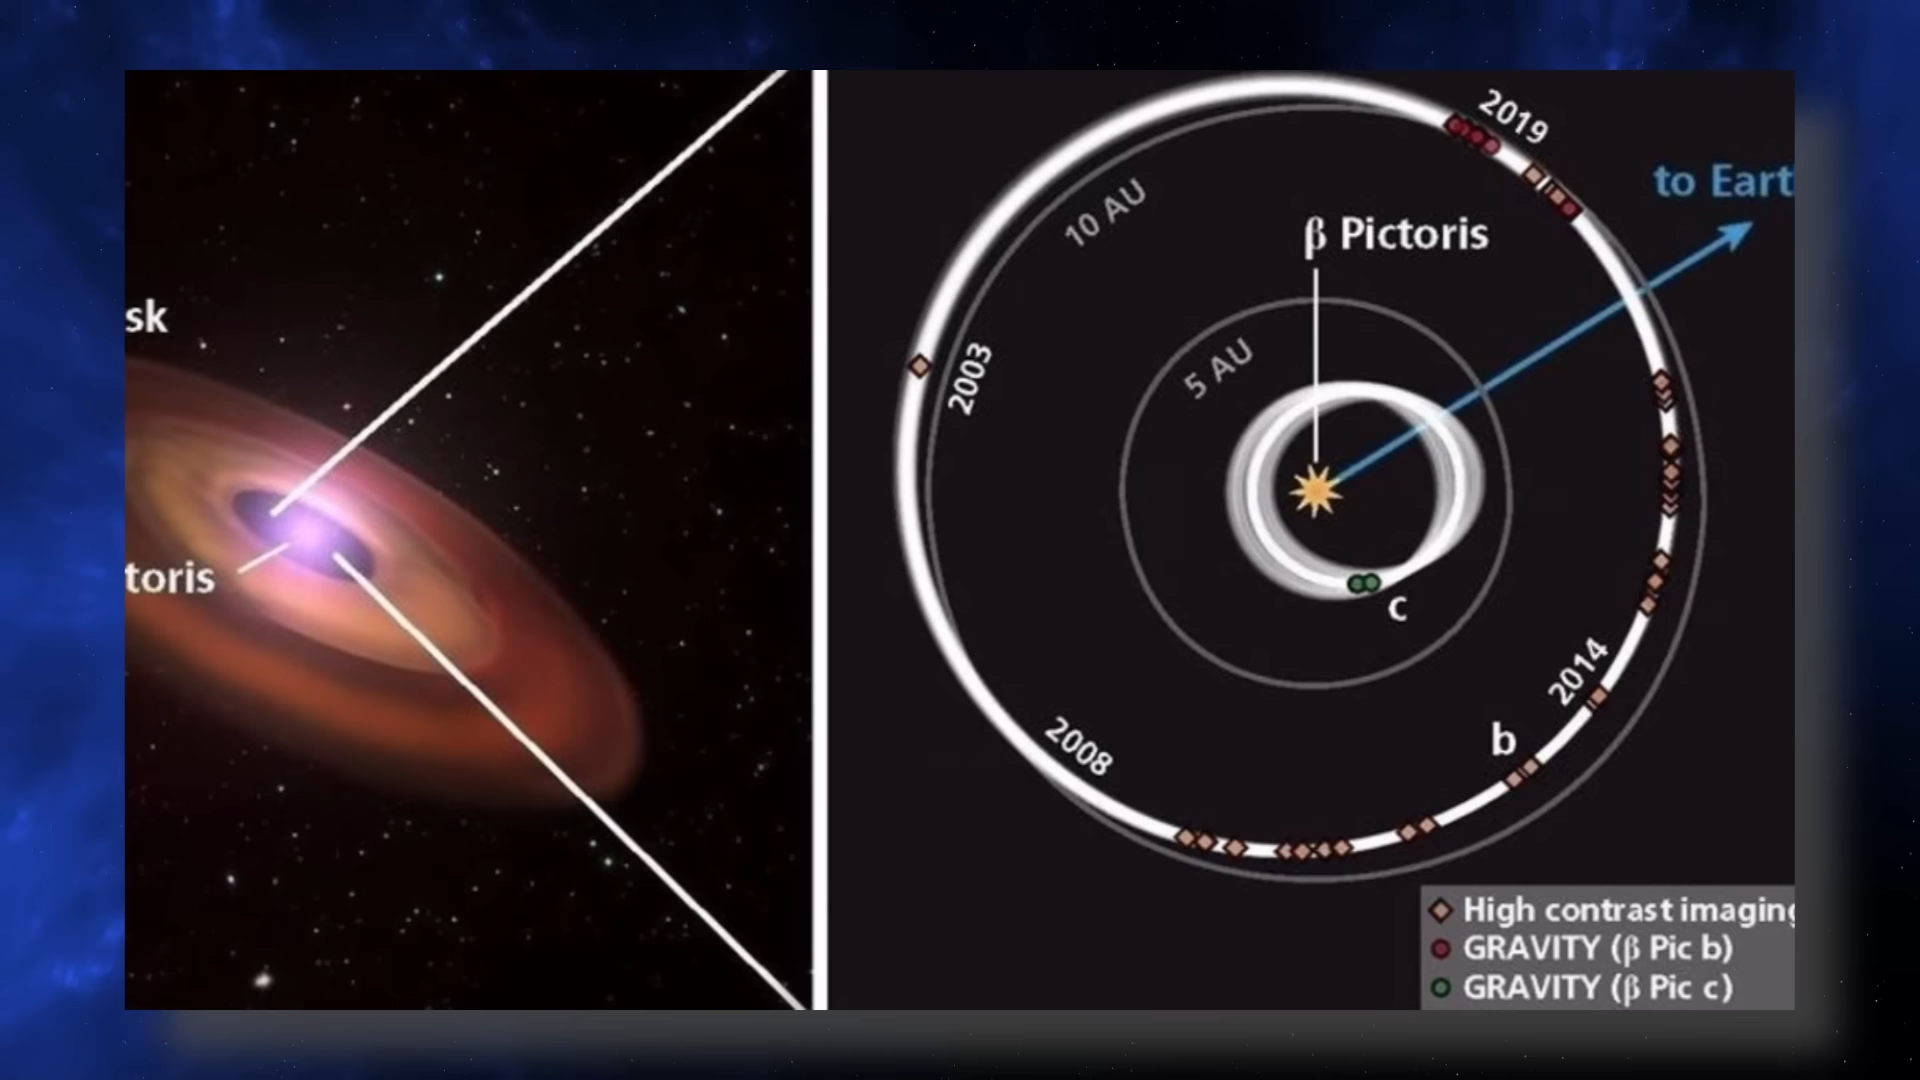 sk
toris
2019
to Eart
10 AU
β Pictoris
2003
5 AU
c
2014
b
2008
High contrast imaging
GRAVITY (β Pic b)
GRAVITY (β Pic c)